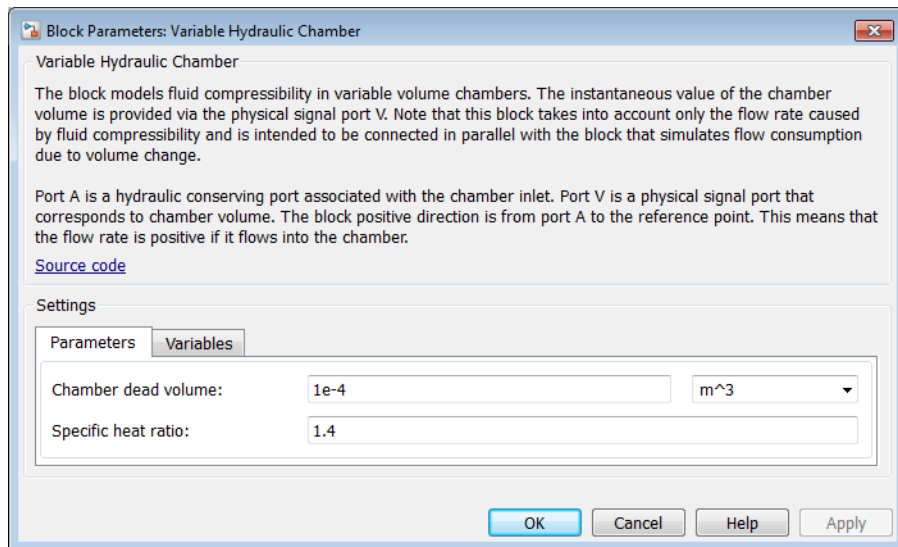 Block Parameters: Variable Hydraulic Chamber
Variable Hydraulic Chamber
The block models fluid compressibility in variable volume chambers. The instantaneous value of the chamber
volume is provided via the physical signal port V. Note that this block takes into account only the flow rate caused
by fluid compressibility and is intended to be connected in parallel with the block that simulates flow consumption
due to volume change.
Port A is a hydraulic conserving port associated with the chamber inlet. Port V is a physical signal port that
corresponds to chamber volume. The block positive direction is from port A to the reference point. This means that
the flow rate is positive if it flows into the chamber.
Source code
Settings
Parameters Variables
Chamber dead volume: 1e-4 m^3
Specific heat ratio: 1.4
OK Cancel Help Apply